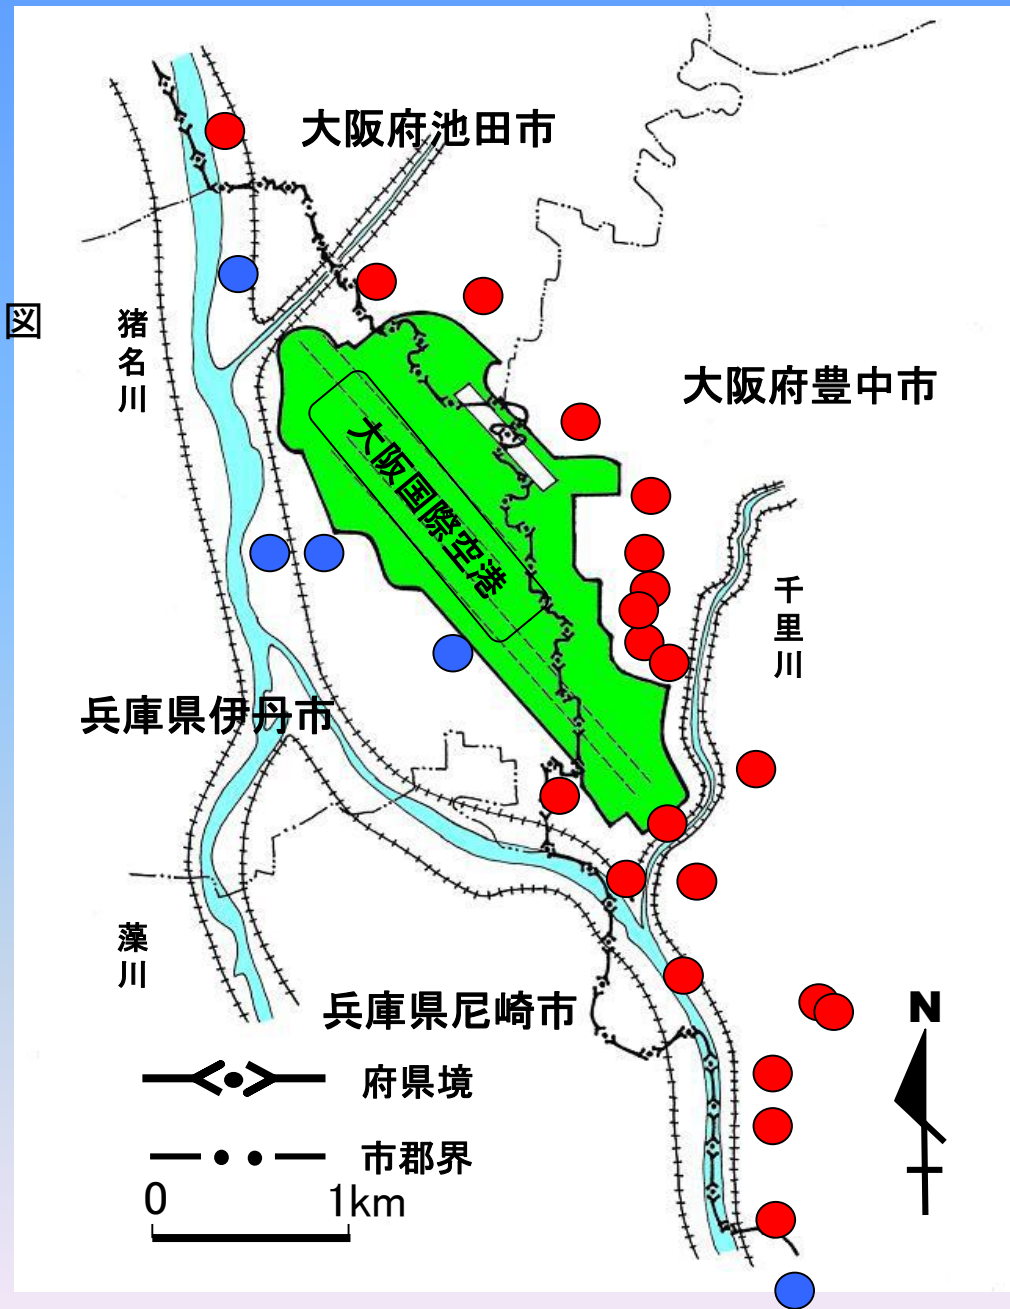 大阪府池田市
図
猪名川
大阪府豊中市
大阪国際空港
千里川
兵庫県伊丹市
藻川
兵庫県尼崎市
N
府県境
市郡界
0 1km